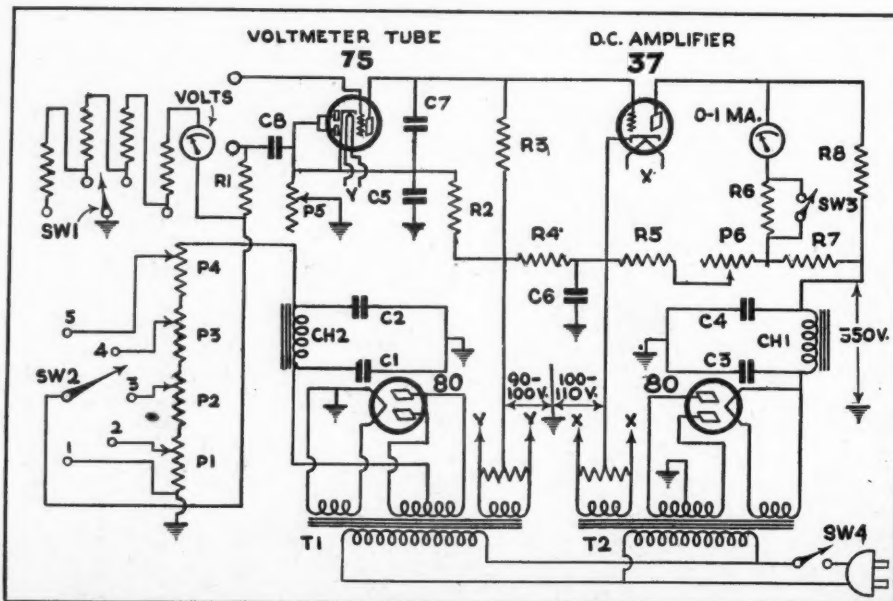 VOLTMETER TUBE
75
D.C. AMPLIFIER
37
VOLTS
C8
C7
0-1 MA.
R3
R8
R1
SW1
P5
Y
C5
R2
X
R6
SW3
P4
R4
R5
P6
R7
5
C6
C2
C4
P3
4
CH2
CH1
550V.
C1
C3
SW2
3
80
90-
100V.
100-
110V.
80
P2
2
Y
Y
X
X
1
P1
T1
T2
SW4